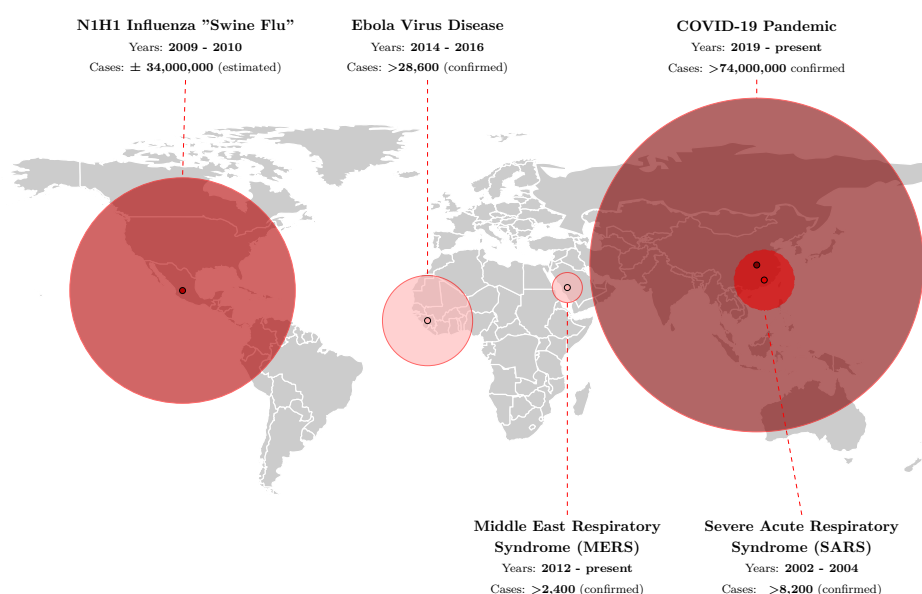 N1H1 Influenza ”Swine Flu”
Years: 2009 - 2010
Cases: ± 34,000,000 (estimated)
Ebola Virus Disease
Years: 2014 - 2016
Cases: >28,600 (confirmed)
COVID-19 Pandemic
Years: 2019 - present
Cases: >74,000,000 confirmed
Middle East Respiratory
Syndrome (MERS)
Years: 2012 - present
Cases: >2,400 (confirmed)
Severe Acute Respiratory
Syndrome (SARS)
Years: 2002 - 2004
Cases: >8,200 (confirmed)